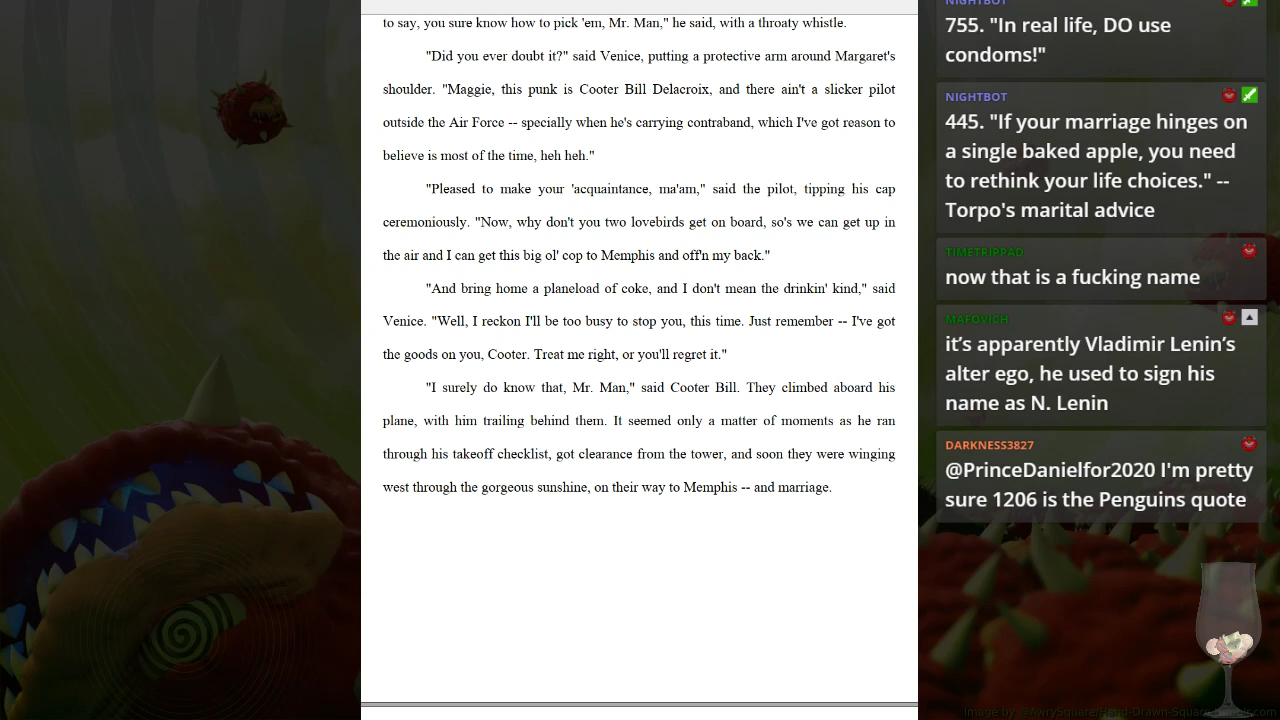 to say, you sure know how to pick 'em, Mr. Man," he said, with a throaty whistle.
"Did you ever doubt it?" said Venice, putting a protective arm around Margaret's
shoulder. "Maggie, this punk is Cooter Bill Delacroix, and there ain't a slicker pilot
outside the Air Force -- specially when he's carrying contraband, which I've got reason to
believe is most of the time, heh heh."
"Pleased to make your 'acquaintance, ma'am," said the pilot, tipping his cap
ceremoniously. "Now, why don't you two lovebirds get on board, so's we can get up in
the air and I can get this big ol' cop to Memphis and off'n my back."
"And bring home a planeload of coke, and I don't mean the drinkin' kind," said
Venice. "Well, I reckon I'll be too busy to stop you, this time. Just remember -- I've got
the goods on you, Cooter. Treat me right, or you'll regret it."
"I surely do know that, Mr. Man," said Cooter Bill. They climbed aboard his
plane, with him trailing behind them. It seemed only a matter of moments as he ran
through his takeoff checklist, got clearance from the tower, and soon they were winging
west through the gorgeous sunshine, on their way to Memphis -- and marriage.
NIGHTBOT
755. "In real life, DO use
condoms!"
NIGHTBOT
445. "If your marriage hinges on
a single baked apple, you need
to rethink your life choices." --
Torpo's marital advice
TIMETRIPPAD
now that is a fucking name
MAFOVICH
it's apparently Vladimir Lenin's
alter ego, he used to sign his
name as N. Lenin
DARKNESS3827
@PrinceDanielfor2020 I'm pretty
sure 1206 is the Penguins quote